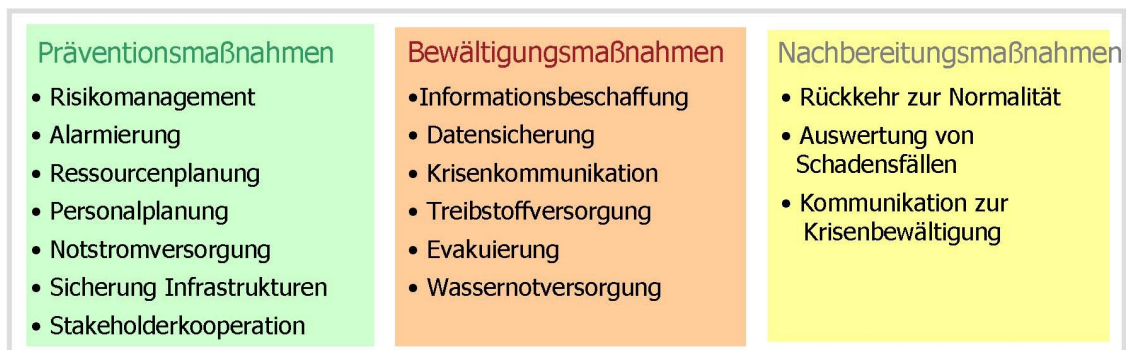 Präventionsmaßnahmen
• Risikomanagement
• Alarmierung
• Ressourcenplanung
• Personalplanung
• Notstromversorgung
• Sicherung Infrastrukturen
• Stakeholderkooperation
Bewältigungsmaßnahmen
•Informationsbeschaffung
• Datensicherung
• Krisenkommunikation
• Treibstoffversorgung
• Evakuierung
• Wassernotversorgung
Nachbereitungsmaßnahmen
• Rückkehr zur Normalität
• Auswertung von
Schadensfällen
• Kommunikation zur
Krisenbewältigung